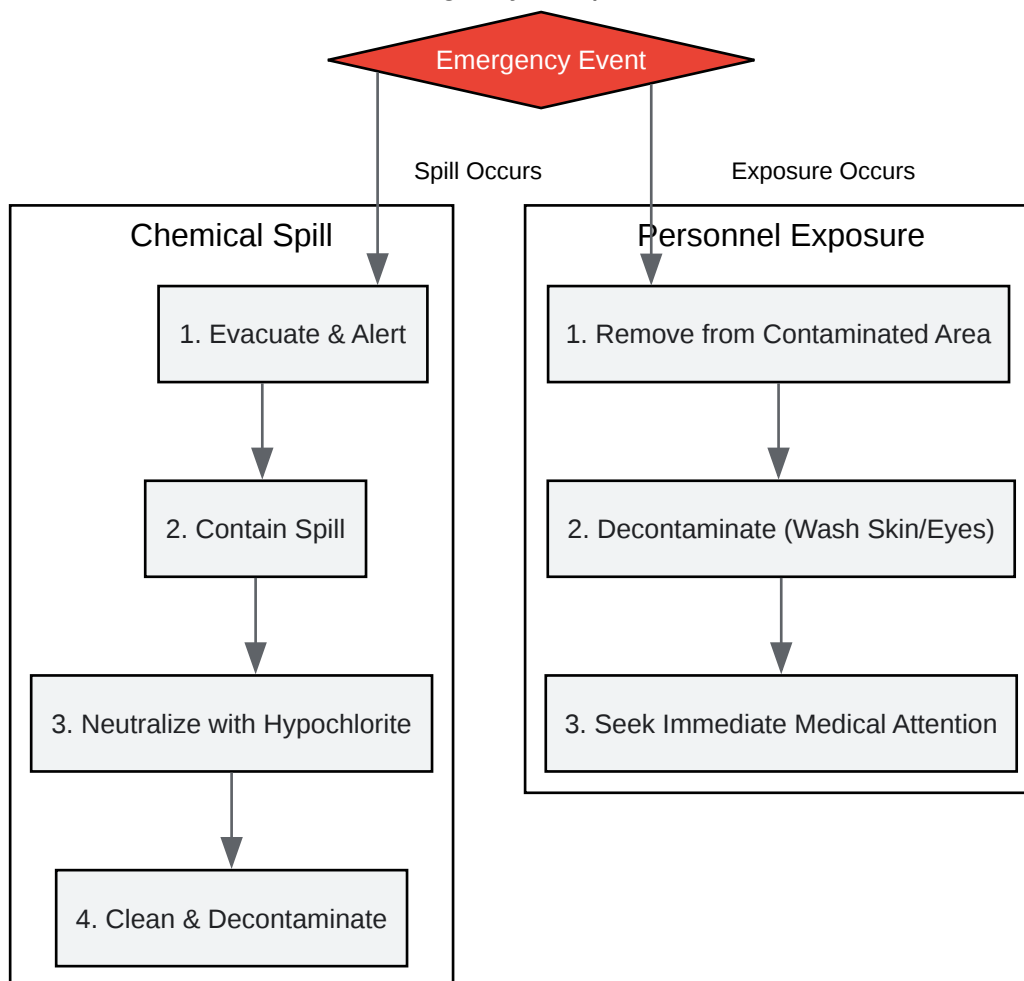 Emergency Event
Spill Occurs
Exposure Occurs
Chemical Spill
1. Evacuate & Alert
2. Contain Spill
3. Neutralize with Hypochlorite
4. Clean & Decontaminate
Personnel Exposure
1. Remove from Contaminated Area
2. Decontaminate (Wash Skin/Eyes)
3. Seek Immediate Medical Attention